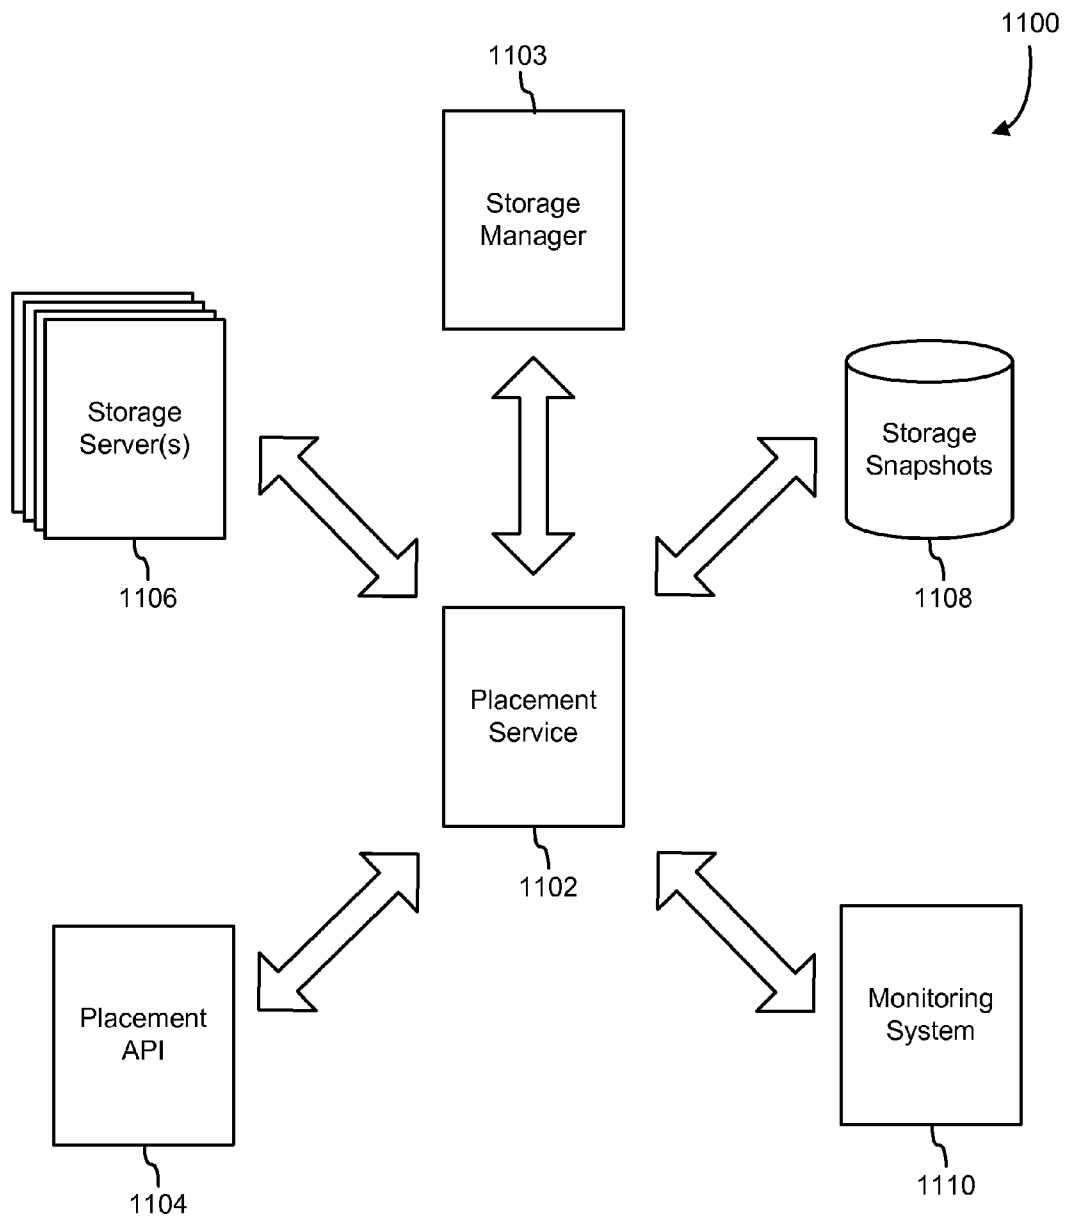 1100
1103
Storage
Manager
Storage
Server(s)
1106
Storage
Snapshots
1108
Placement
Service
1102
Placement
API
1104
Monitoring
System
1110